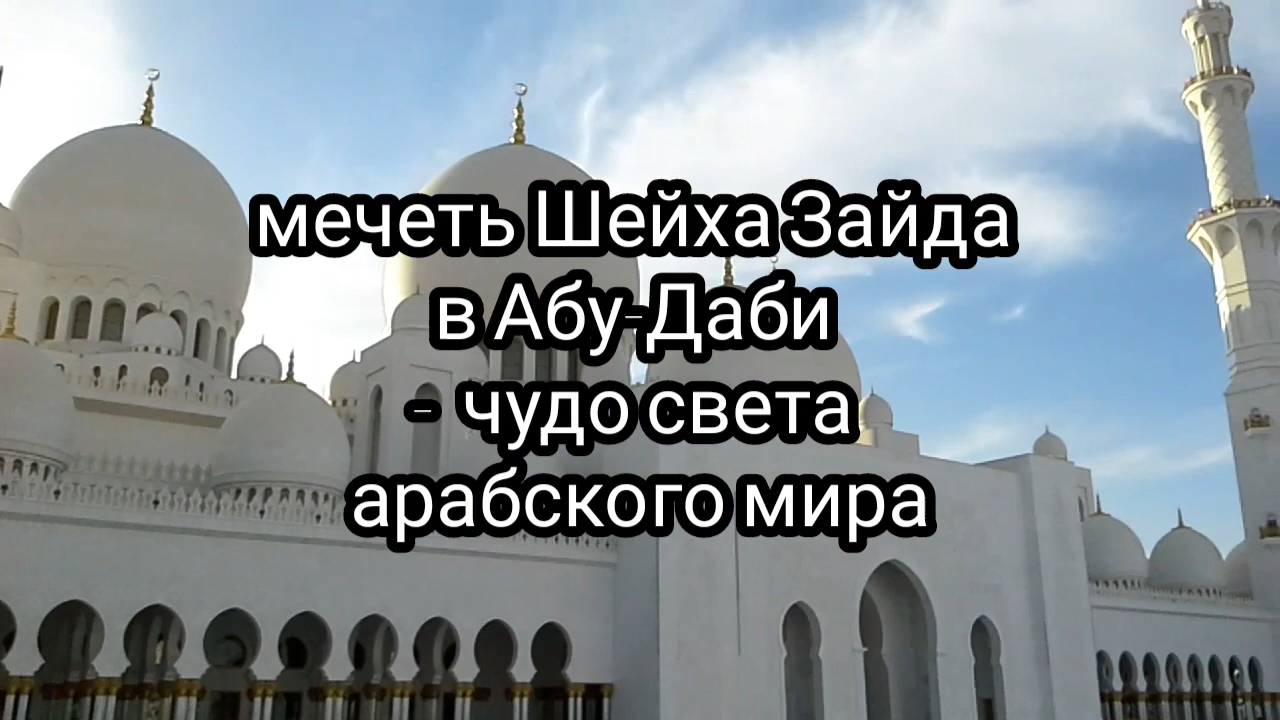 мечеть Шейха Зайда
в Абу-Даби
- чудо света
арабского мира